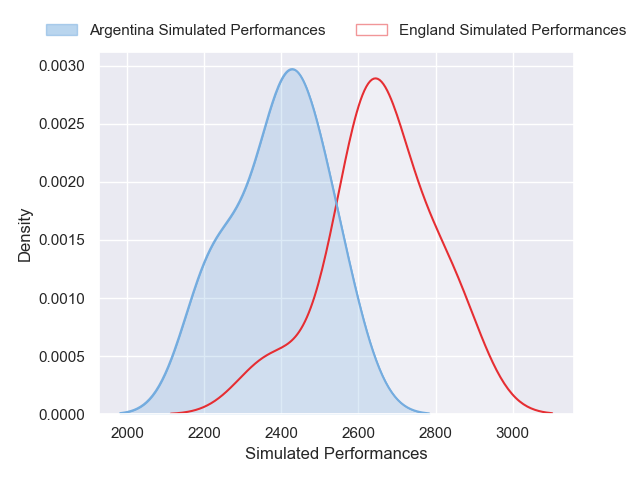 Argentina Simulated Performances England Simulated Performances
0.0030
0.0025
0.0020
0.0015
0.0010
0.0005
0.0000
Density
2000 2200 2400 2600 2800 3000
Simulated Performances